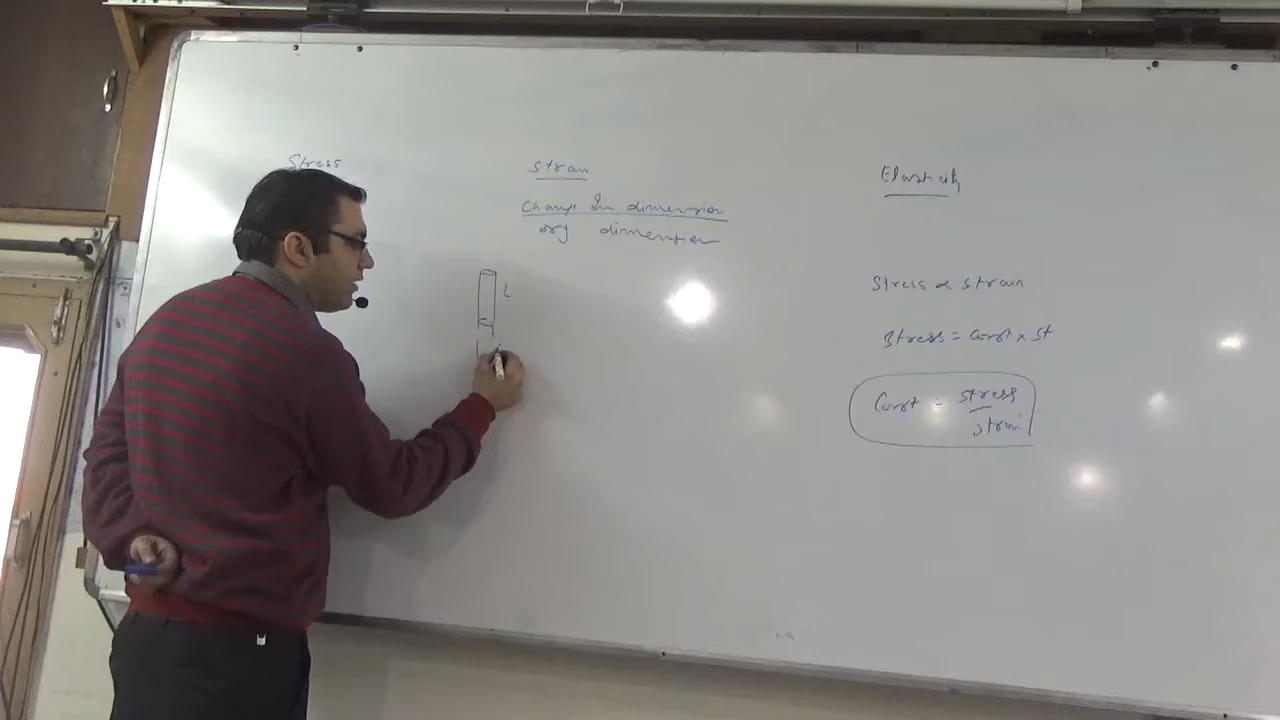 Stress
Strain
Change In dimension
org dimension
L
Elasticity
Stress ∝ strain
Stress = Const × St
Const = stress
strain